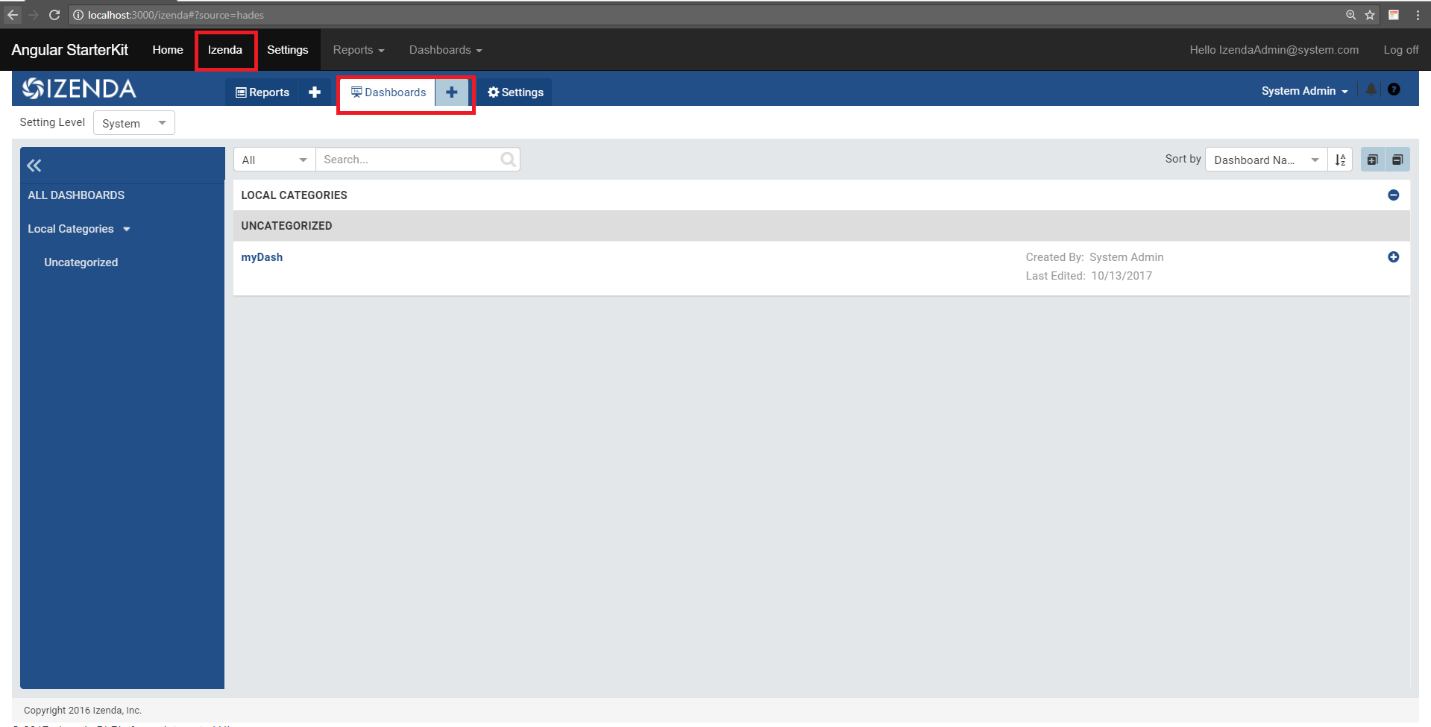 localhost:3000/izenda#?source=hades
Angular StarterKit Home Izenda Settings Reports Dashboards Hello IzendaAdmin@system.com Log off
IZENDA Reports Dashboards Settings System Admin
Setting Level System
All Search... Sort by Dashboard Na...
ALL DASHBOARDS
LOCAL CATEGORIES
Local Categories
UNCATEGORIZED
Uncategorized
myDash Created By: System Admin
Last Edited: 10/13/2017
Copyright 2016 Izenda, Inc.